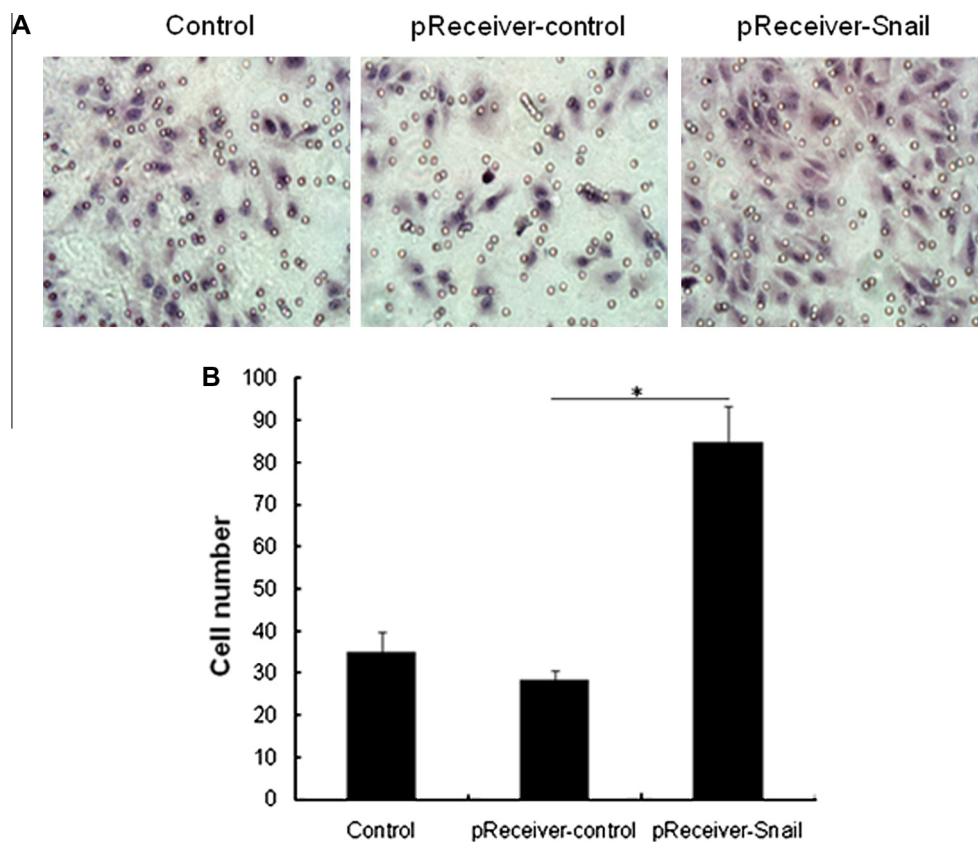 A
Control
pReceiver-control
pReceiver-Snail
B
100
90
80
70
60
50
40
30
20
10
0
Cell number
*
Control
pReceiver-control
pReceiver-Snail